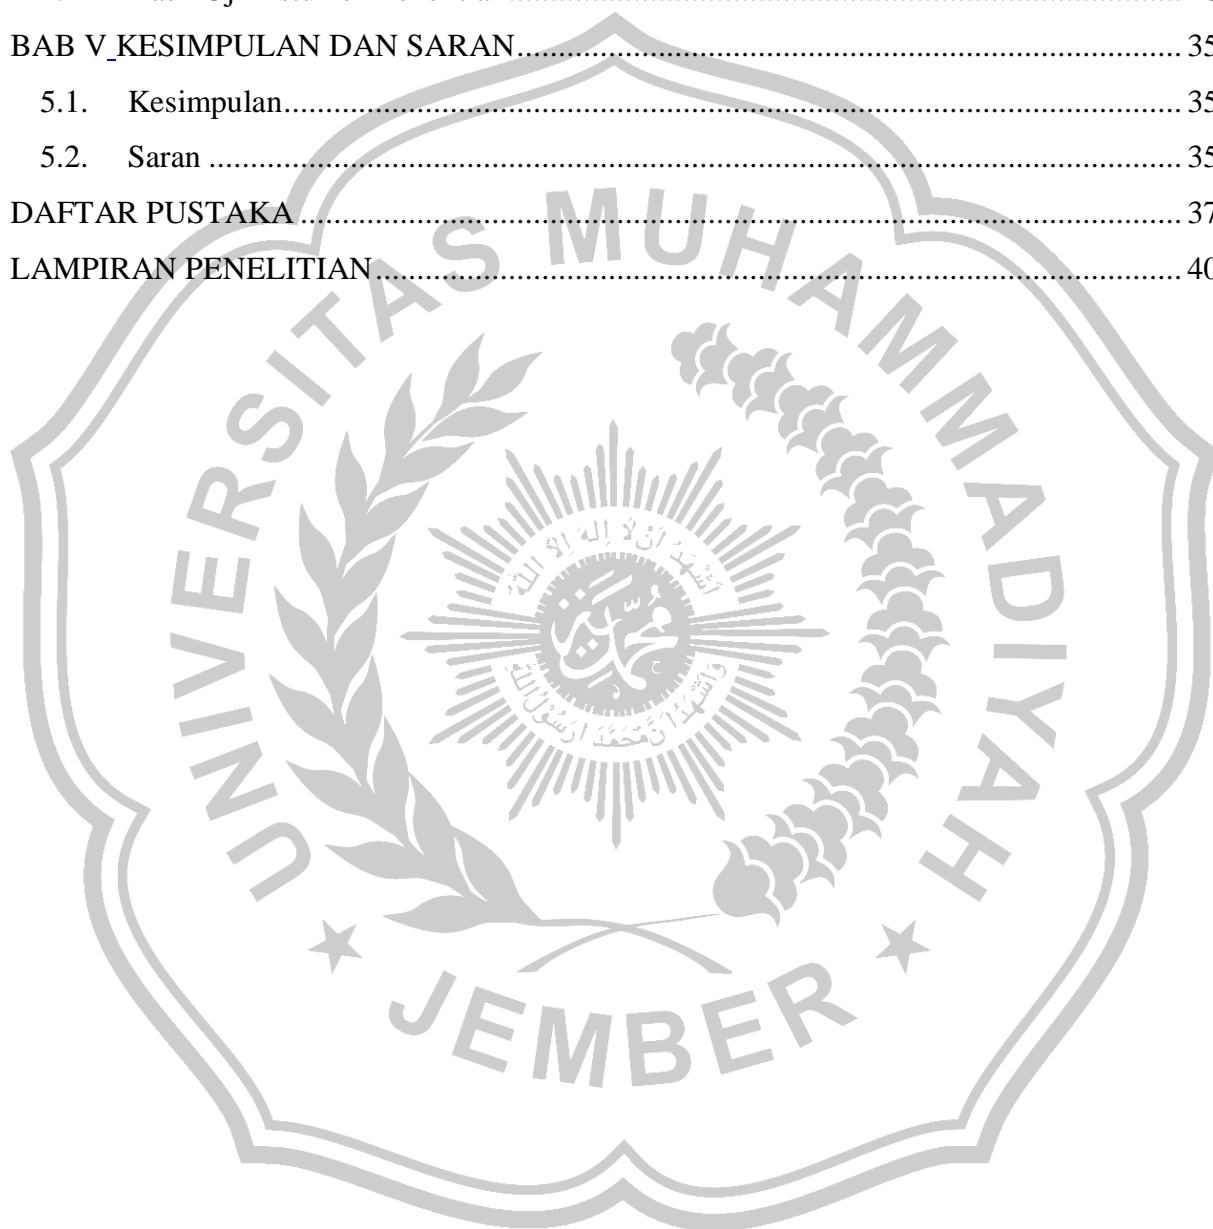 BAB V KESIMPULAN DAN SARAN.................................................................................... 35
5.1. Kesimpulan.................................................................................................................. 35
5.2. Saran ........................................................................................................................... 35
DAFTAR PUSTAKA ............................................................................................................... 37
LAMPIRAN PENELITIAN...................................................................................................... 40
UNIVERSITAS MUHAMMADIYAH
JEMBER